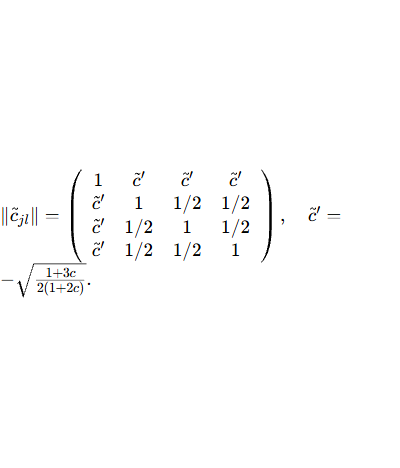 1 c̃′ c̃′ c̃′
c̃′ 1 1/2 1/2
‖c̃_{jl}‖ = ( c̃′ 1/2 1 1/2 ) , c̃′ =
c̃′ 1/2 1/2 1
−√((1+3c)/(2(1+2c))).